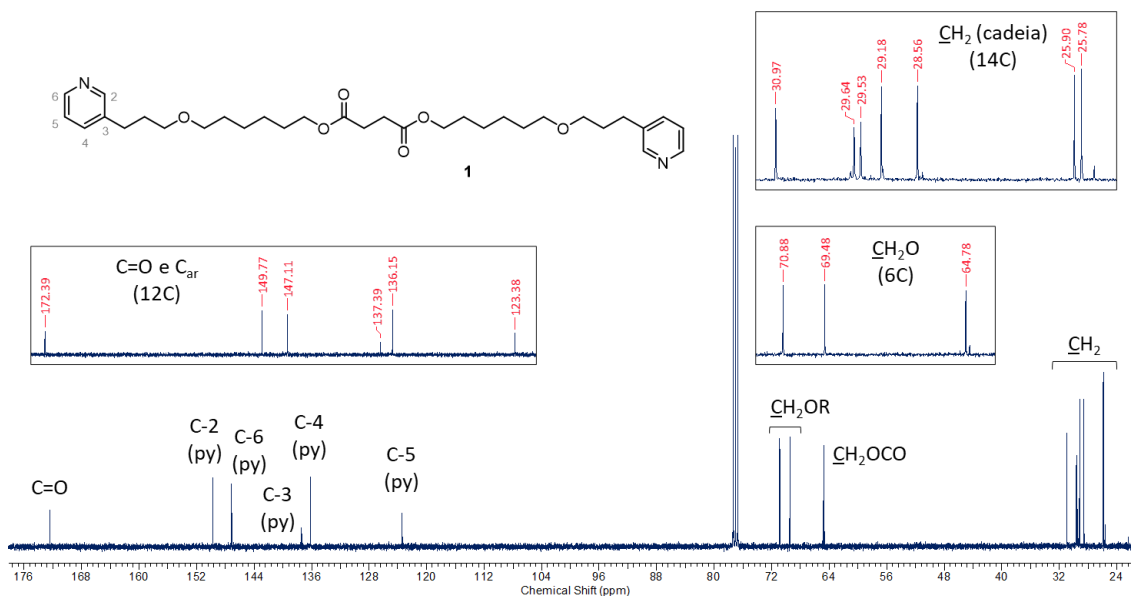 N
6
2
5
3
4
O
O
O
O
O
O
N
1
CH₂ (cadeia)
(14C)
30.97
29.64
29.53
29.18
28.56
25.90
25.78
C=O e Car
(12C)
172.39
149.77
147.11
137.39
136.15
123.38
CH₂O
(6C)
70.88
69.48
64.78
C=O
C-2
(py)
C-6
(py)
C-3
(py)
C-4
(py)
C-5
(py)
CH₂OR
CH₂OCO
CH₂
176 168 160 152 144 136 128 120 112 104 96 88 80 72 64 56 48 40 32 24
Chemical Shift (ppm)